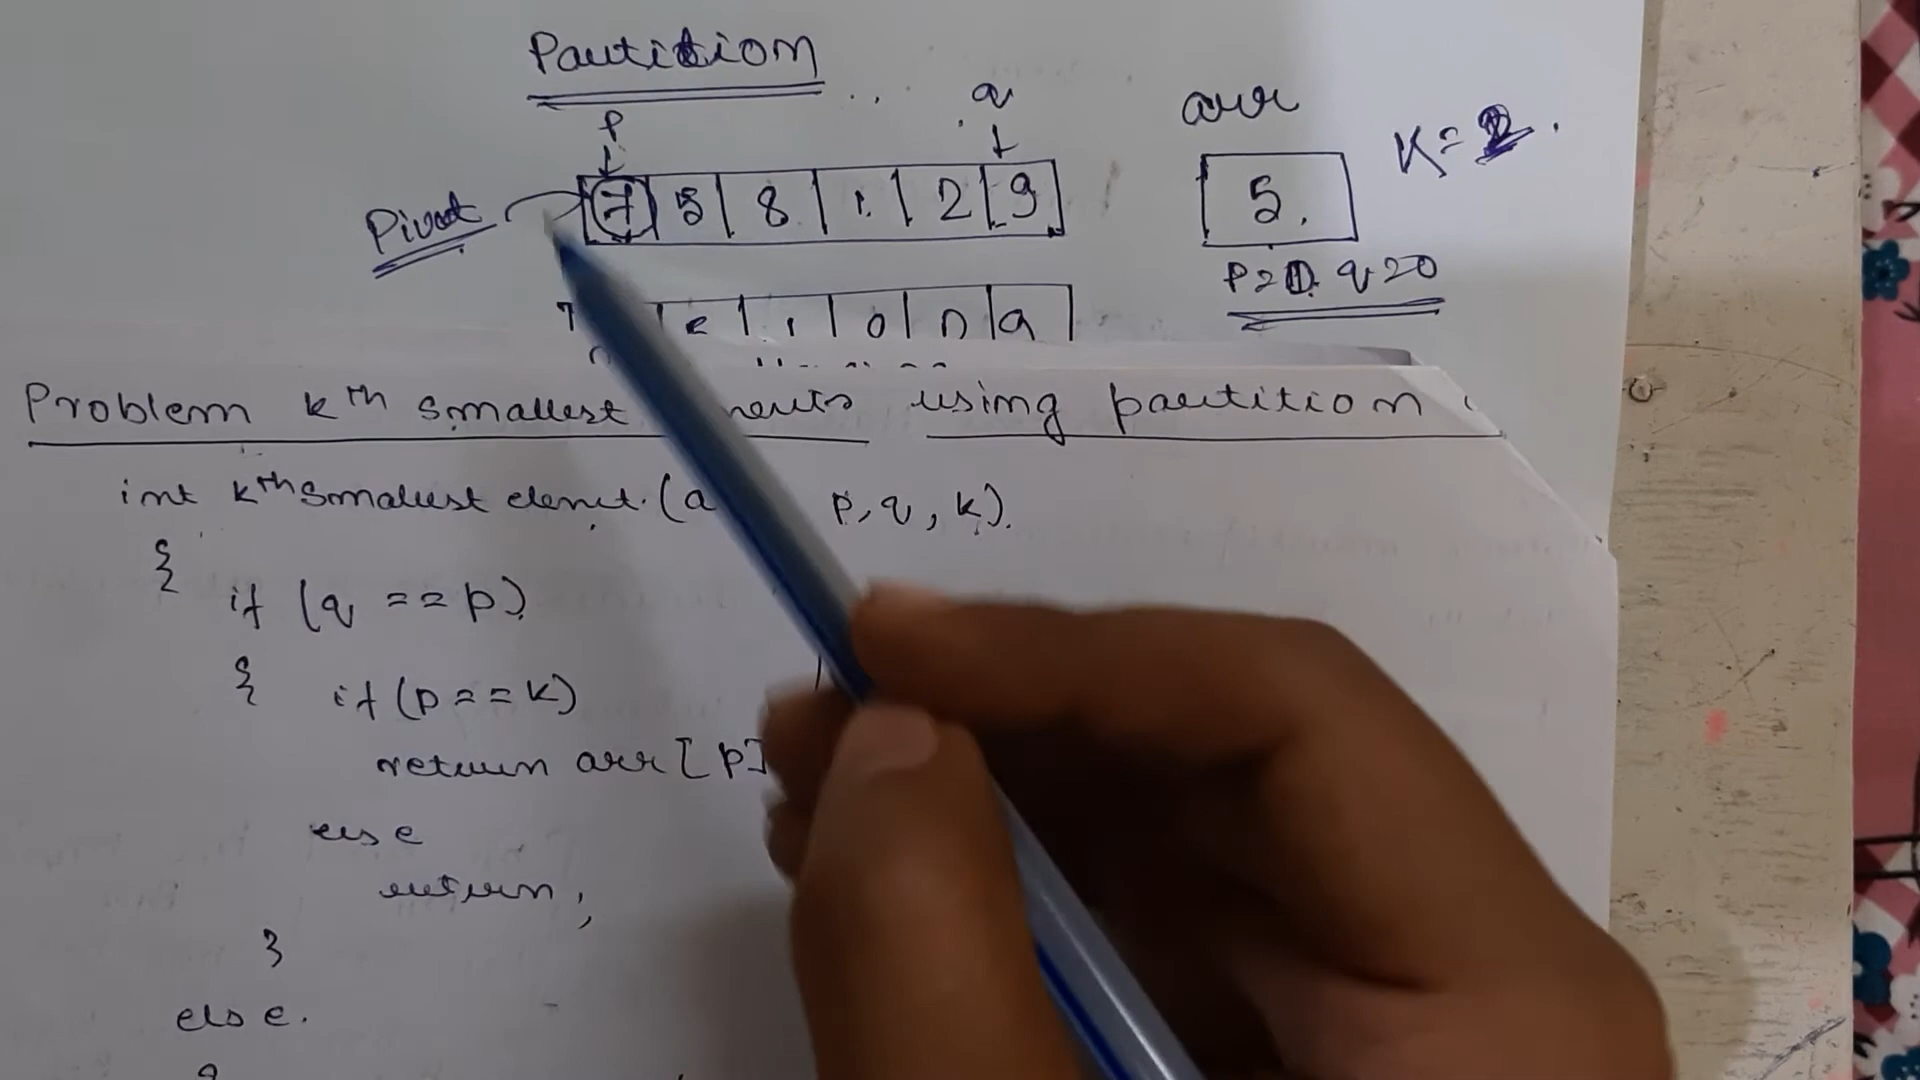 Partition
p q arr K=2.
Pivot 7 5 8 1 2 9 5.
q=0
Problem kth smallest using partition
int kthSmallest elemt. (a p, q, k).
{
if (q == p)
{ if (p == k)
return arr [p]
else
return ;
}
else.